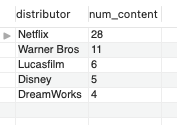 distributor num_content
Netflix 28
Warner Bros 11
Lucasfilm 6
Disney 5
DreamWorks 4